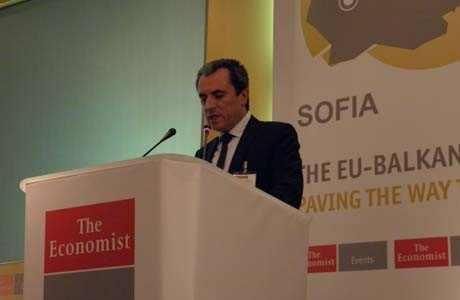 SOFIA
THE EU-BALKAN
PAVING THE WAY T
The
Economist
Events
The
Economist
The
Economist